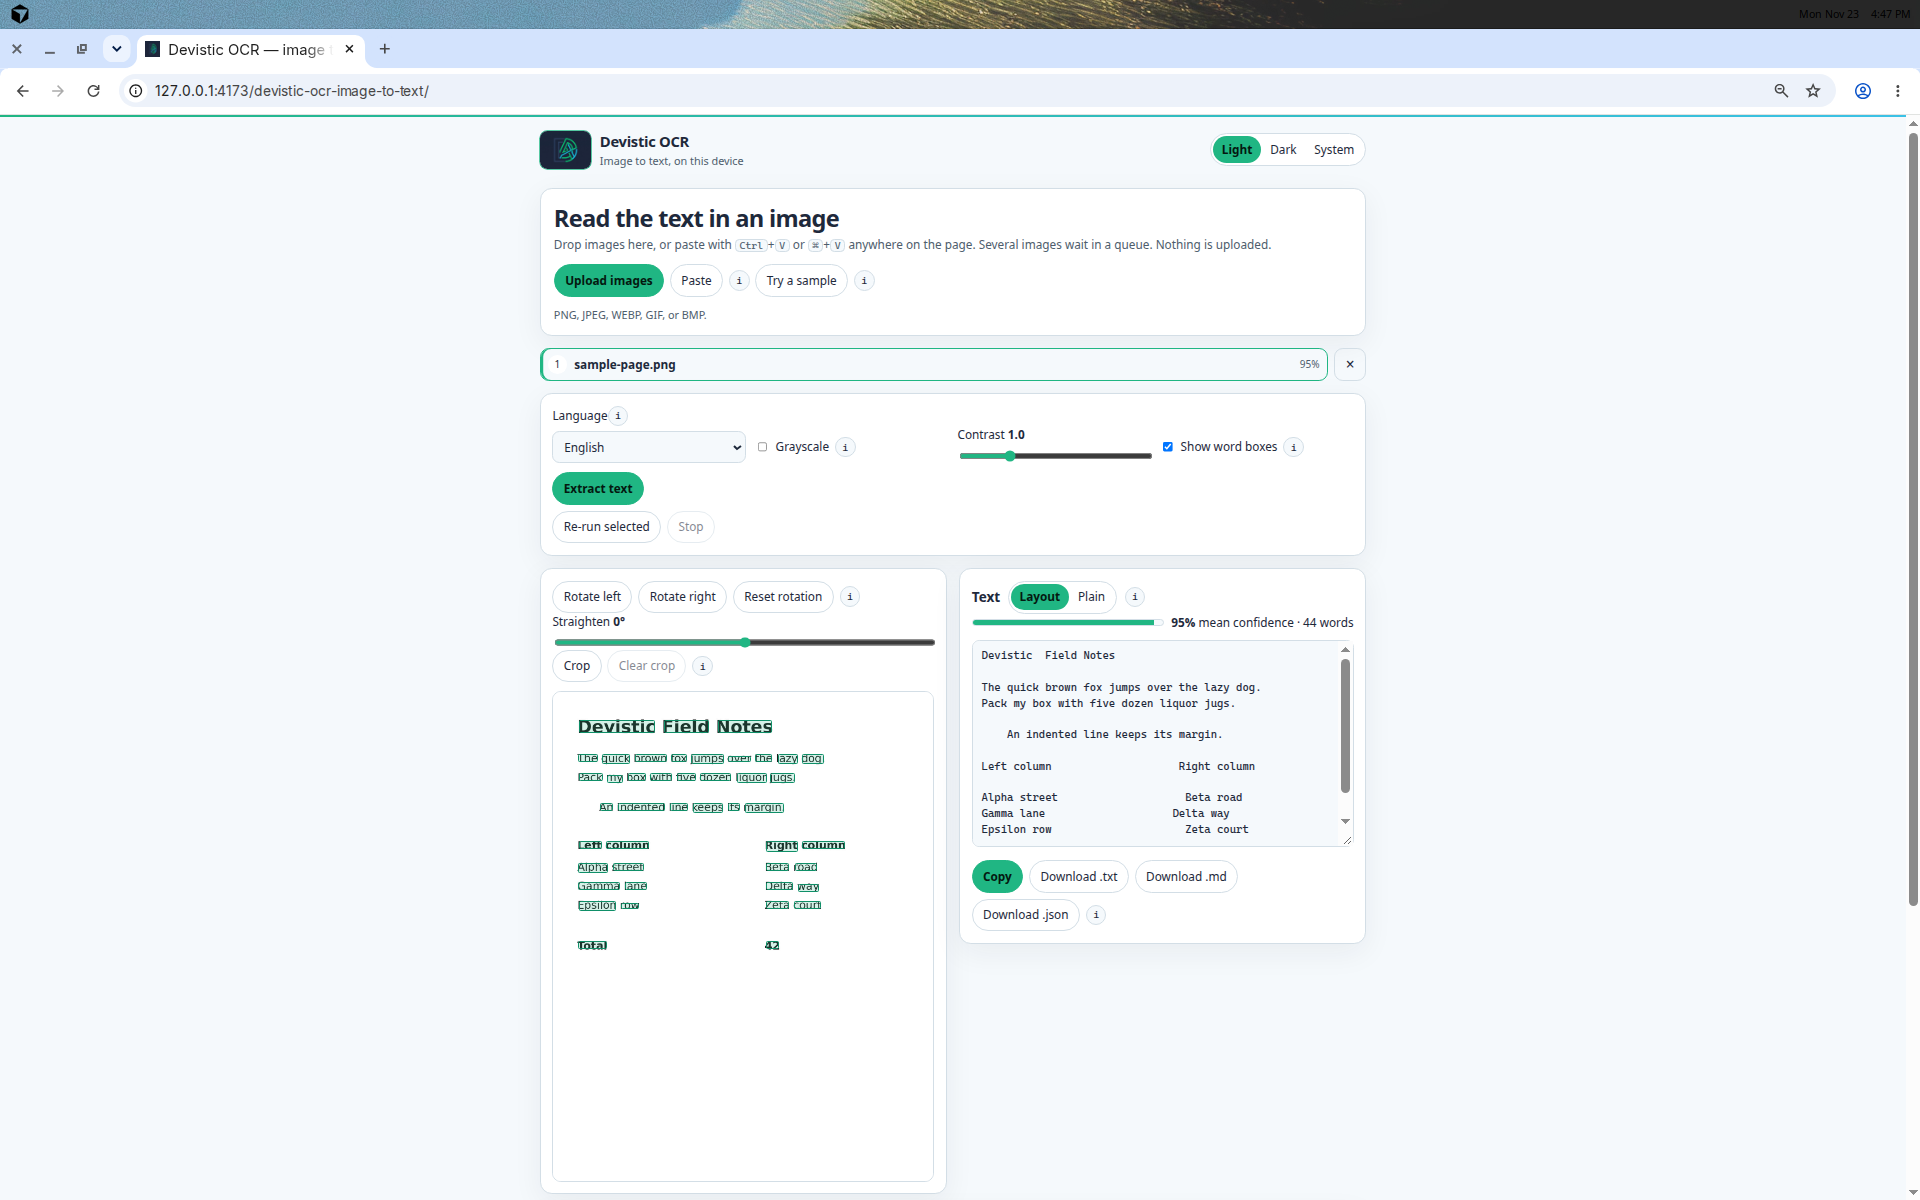 Mon Nov 23 4:47 PM
Devistic OCR — image
127.0.0.1:4173/devistic-ocr-image-to-text/
Devistic OCR
Image to text, on this device
Light Dark System
Read the text in an image
Drop images here, or paste with Ctrl+V or ⌘+V anywhere on the page. Several images wait in a queue. Nothing is uploaded.
Upload images Paste i Try a sample i
PNG, JPEG, WEBP, GIF, or BMP.
1 sample-page.png 95% ×
Language i
English Grayscale i Contrast 1.0 Show word boxes i
Extract text
Re-run selected Stop
Rotate left Rotate right Reset rotation i
Straighten 0°
Crop Clear crop i
Devistic Field Notes
The quick brown fox jumps over the lazy dog.
Pack my box with five dozen liquor jugs.
An indented line keeps its margin.
Left column Right column
Alpha street Beta road
Gamma lane Delta way
Epsilon row Zeta court
Total 42
Text Layout Plain i
95% mean confidence · 44 words
Devistic Field Notes
The quick brown fox jumps over the lazy dog.
Pack my box with five dozen liquor jugs.
An indented line keeps its margin.
Left column Right column
Alpha street Beta road
Gamma lane Delta way
Epsilon row Zeta court
Copy Download .txt Download .md
Download .json i